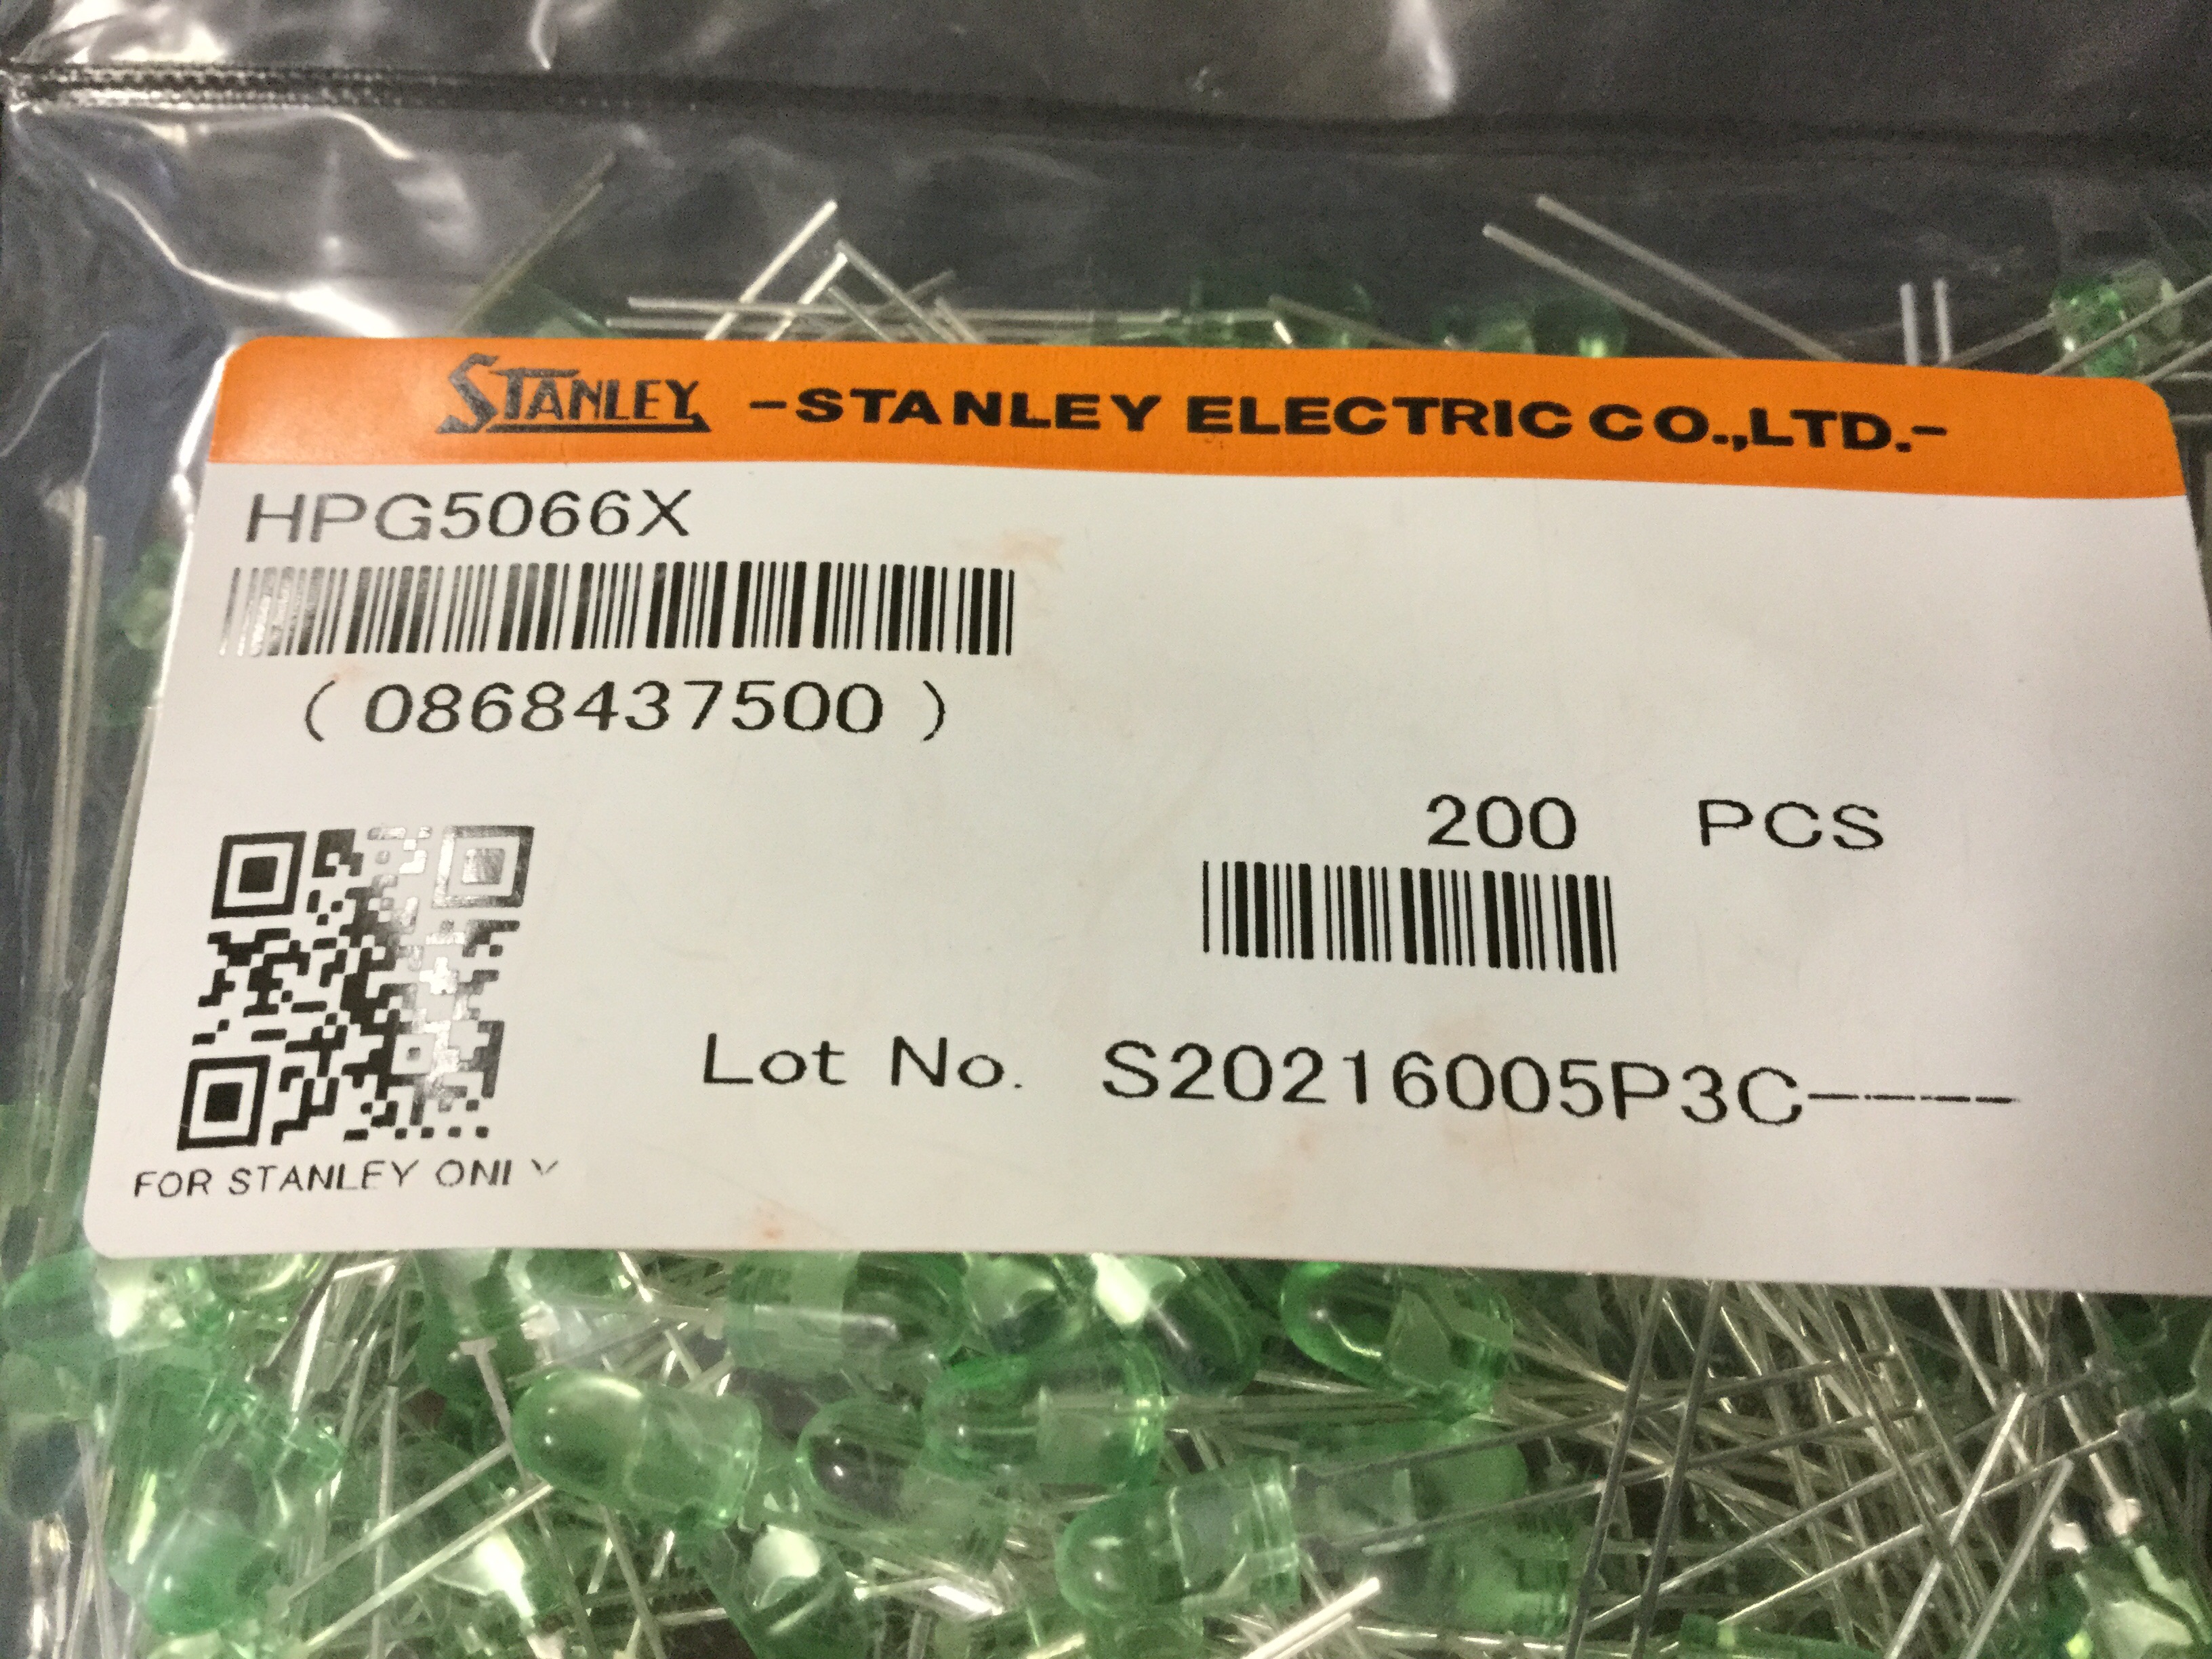 STANLEY -STANLEY ELECTRIC CO.,LTD.-
HPG5066X
( 0868437500 )
200 PCS
Lot No. S20216005P3C-----
FOR STANLEY ONLY